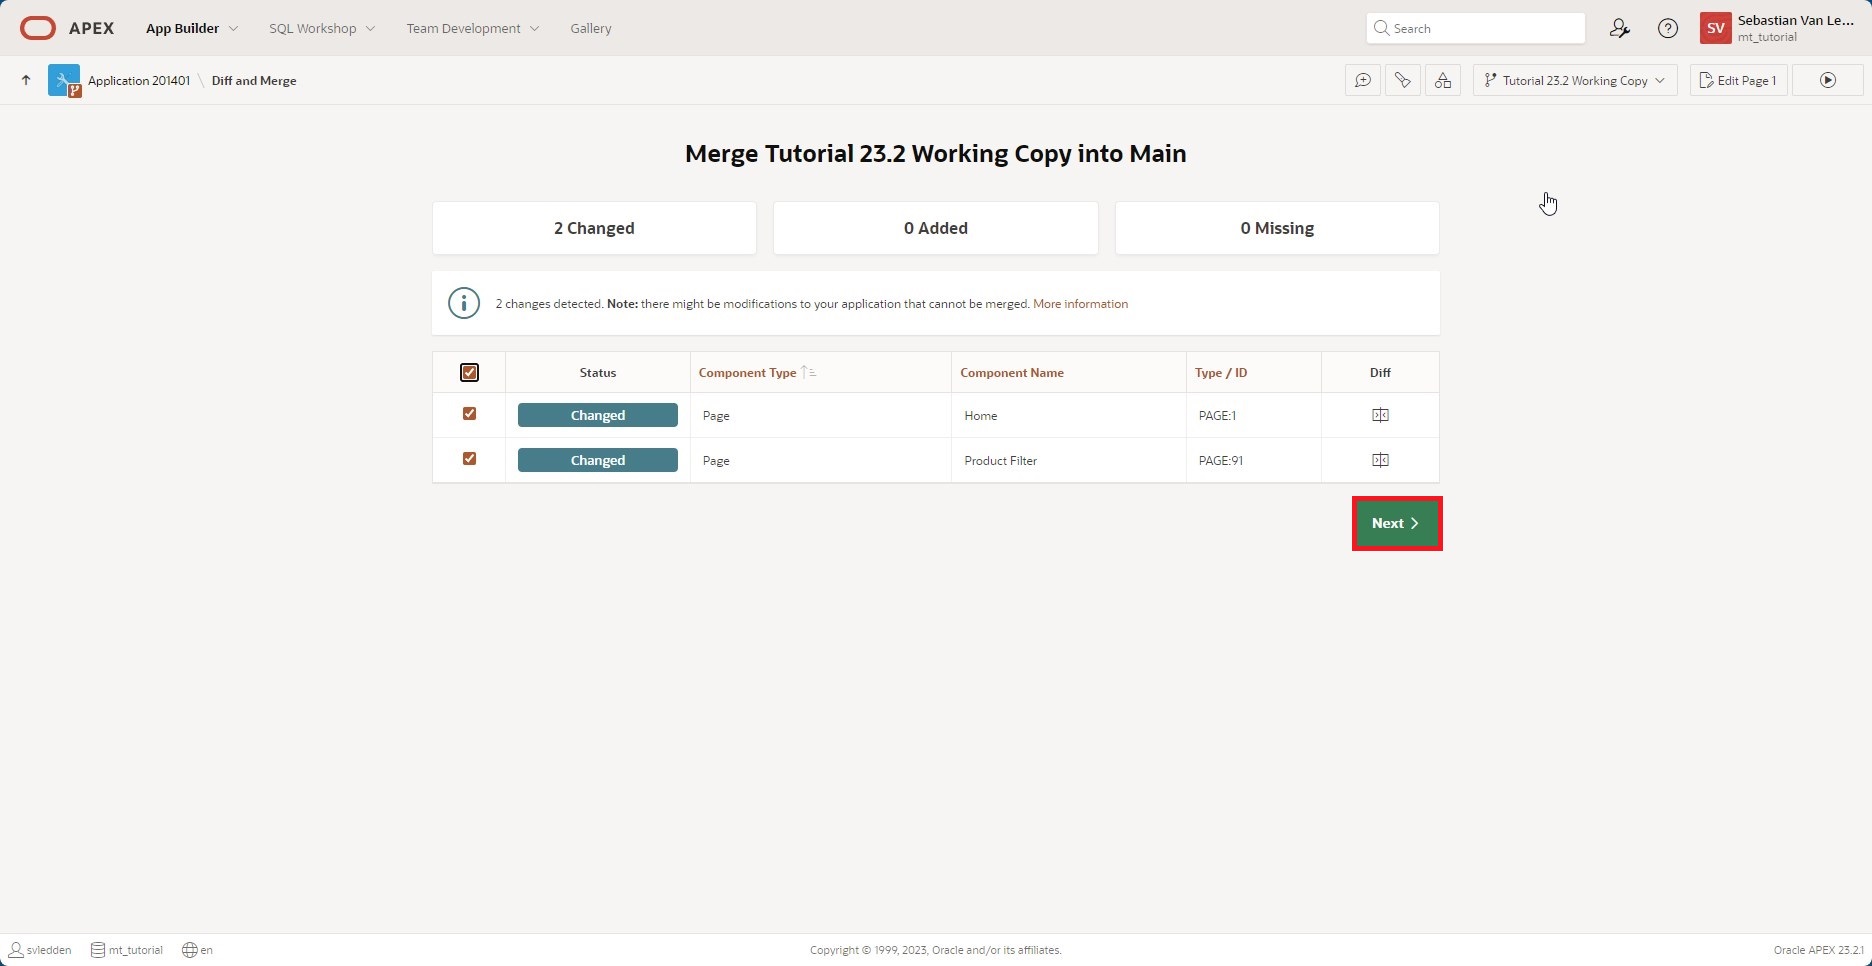 APEX App Builder SQL Workshop Team Development Gallery Search SV Sebastian Van Le...
mt_tutorial
Application 201401 \ Diff and Merge Tutorial 23.2 Working Copy Edit Page 1
Merge Tutorial 23.2 Working Copy into Main
2 Changed 0 Added 0 Missing
2 changes detected. Note: there might be modifications to your application that cannot be merged. More information
Status Component Type Component Name Type / ID Diff
Changed Page Home PAGE:1
Changed Page Product Filter PAGE:91
Next
svledden mt_tutorial en Copyright © 1999, 2023, Oracle and/or its affiliates. Oracle APEX 23.2.1